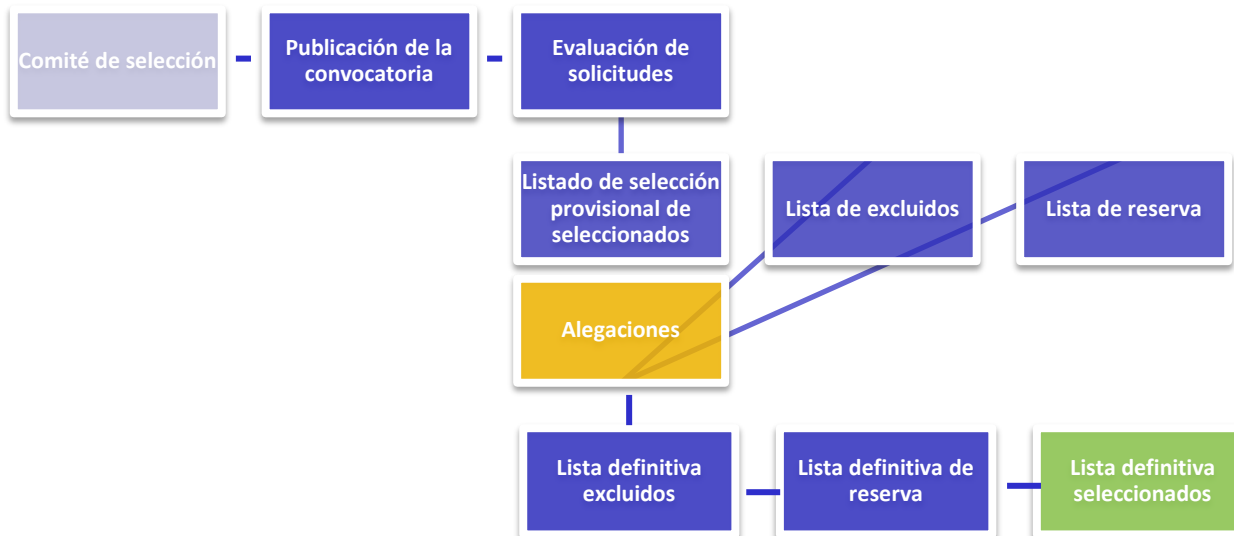 Comité de selección
Publicación de la
convocatoria
Evaluación de
solicitudes
Listado de selección
provisional de
seleccionados
Lista de excluidos
Lista de reserva
Alegaciones
Lista definitiva
excluidos
Lista definitiva de
reserva
Lista definitiva
seleccionados